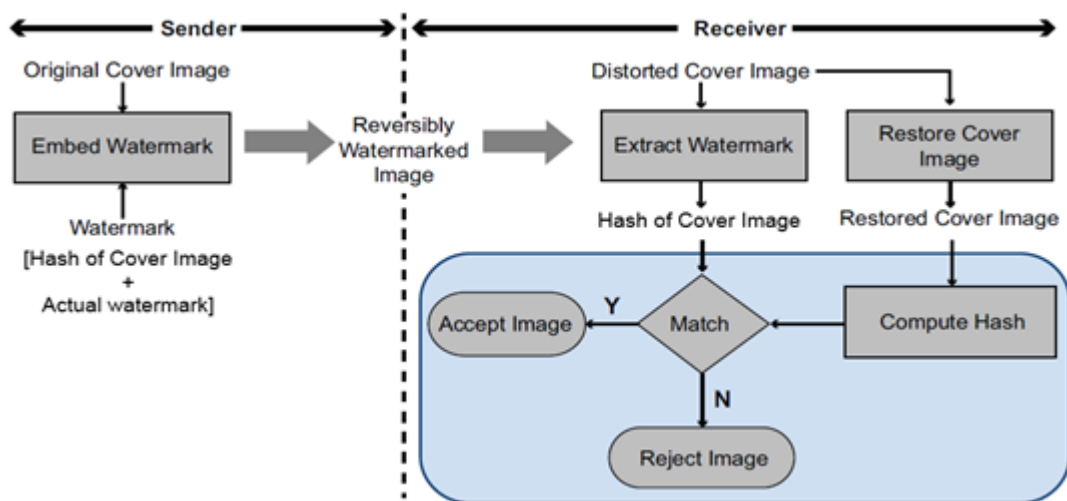 Sender
Receiver
Original Cover Image
Distorted Cover Image
Embed Watermark
Reversibly
Watermarked
Image
Extract Watermark
Restore Cover
Image
Watermark
[Hash of Cover Image
+
Actual watermark]
Hash of Cover Image
Restored Cover Image
Accept Image
Y
Match
Compute Hash
N
Reject Image